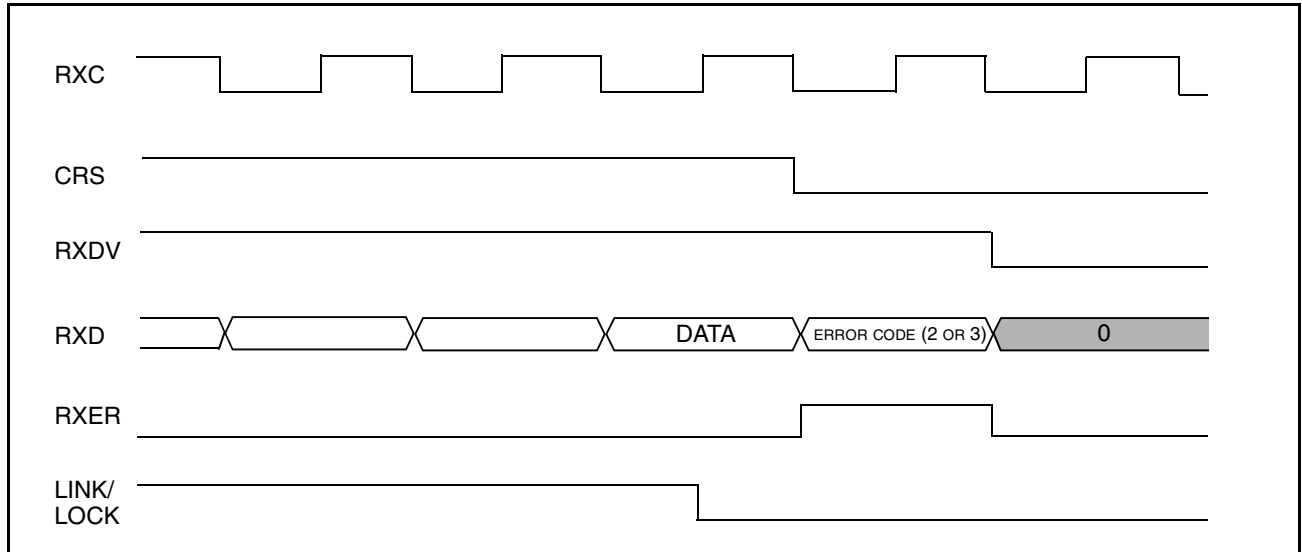 RXC
CRS
RXDV
RXD
DATA
ERROR CODE (2 OR 3)
0
RXER
LINK/
LOCK